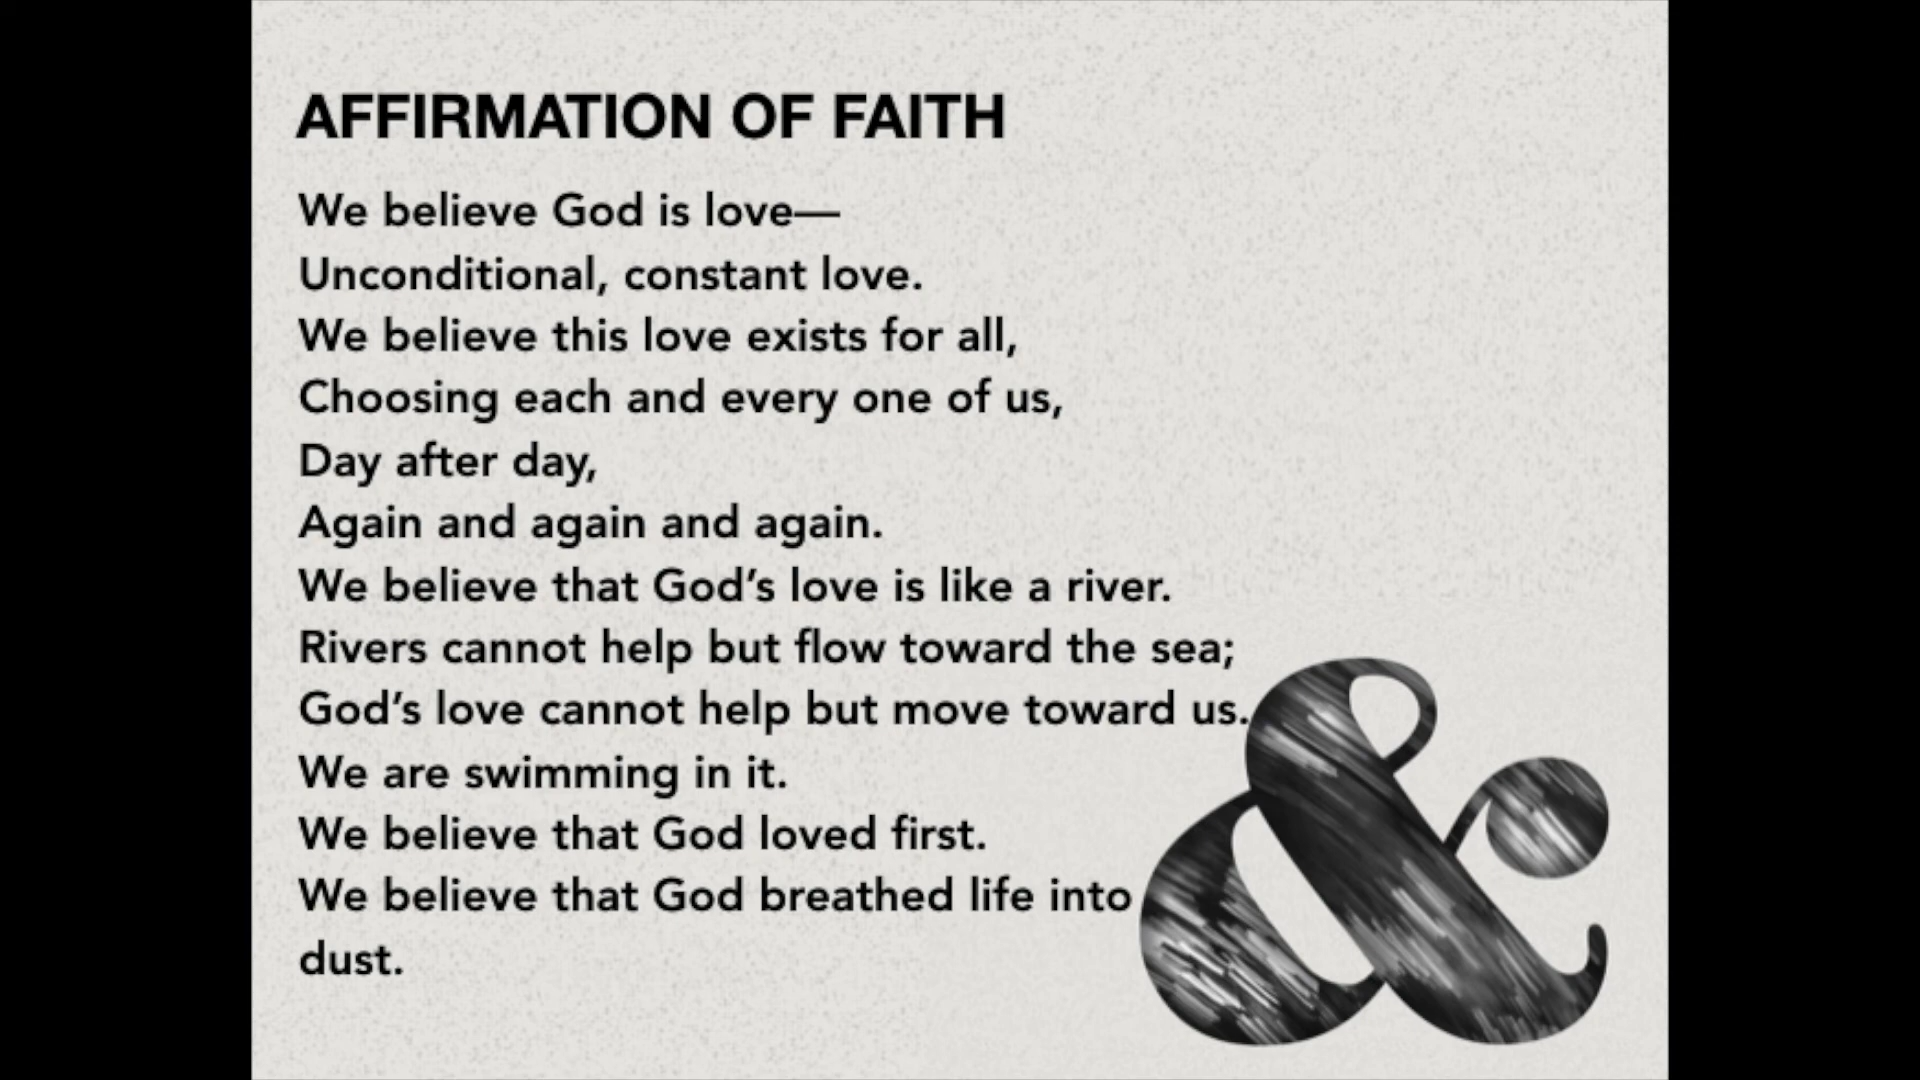 AFFIRMATION OF FAITH
We believe God is love—
Unconditional, constant love.
We believe this love exists for all,
Choosing each and every one of us,
Day after day,
Again and again and again.
We believe that God’s love is like a river.
Rivers cannot help but flow toward the sea;
God’s love cannot help but move toward us.
We are swimming in it.
We believe that God loved first.
We believe that God breathed life into
dust.
&